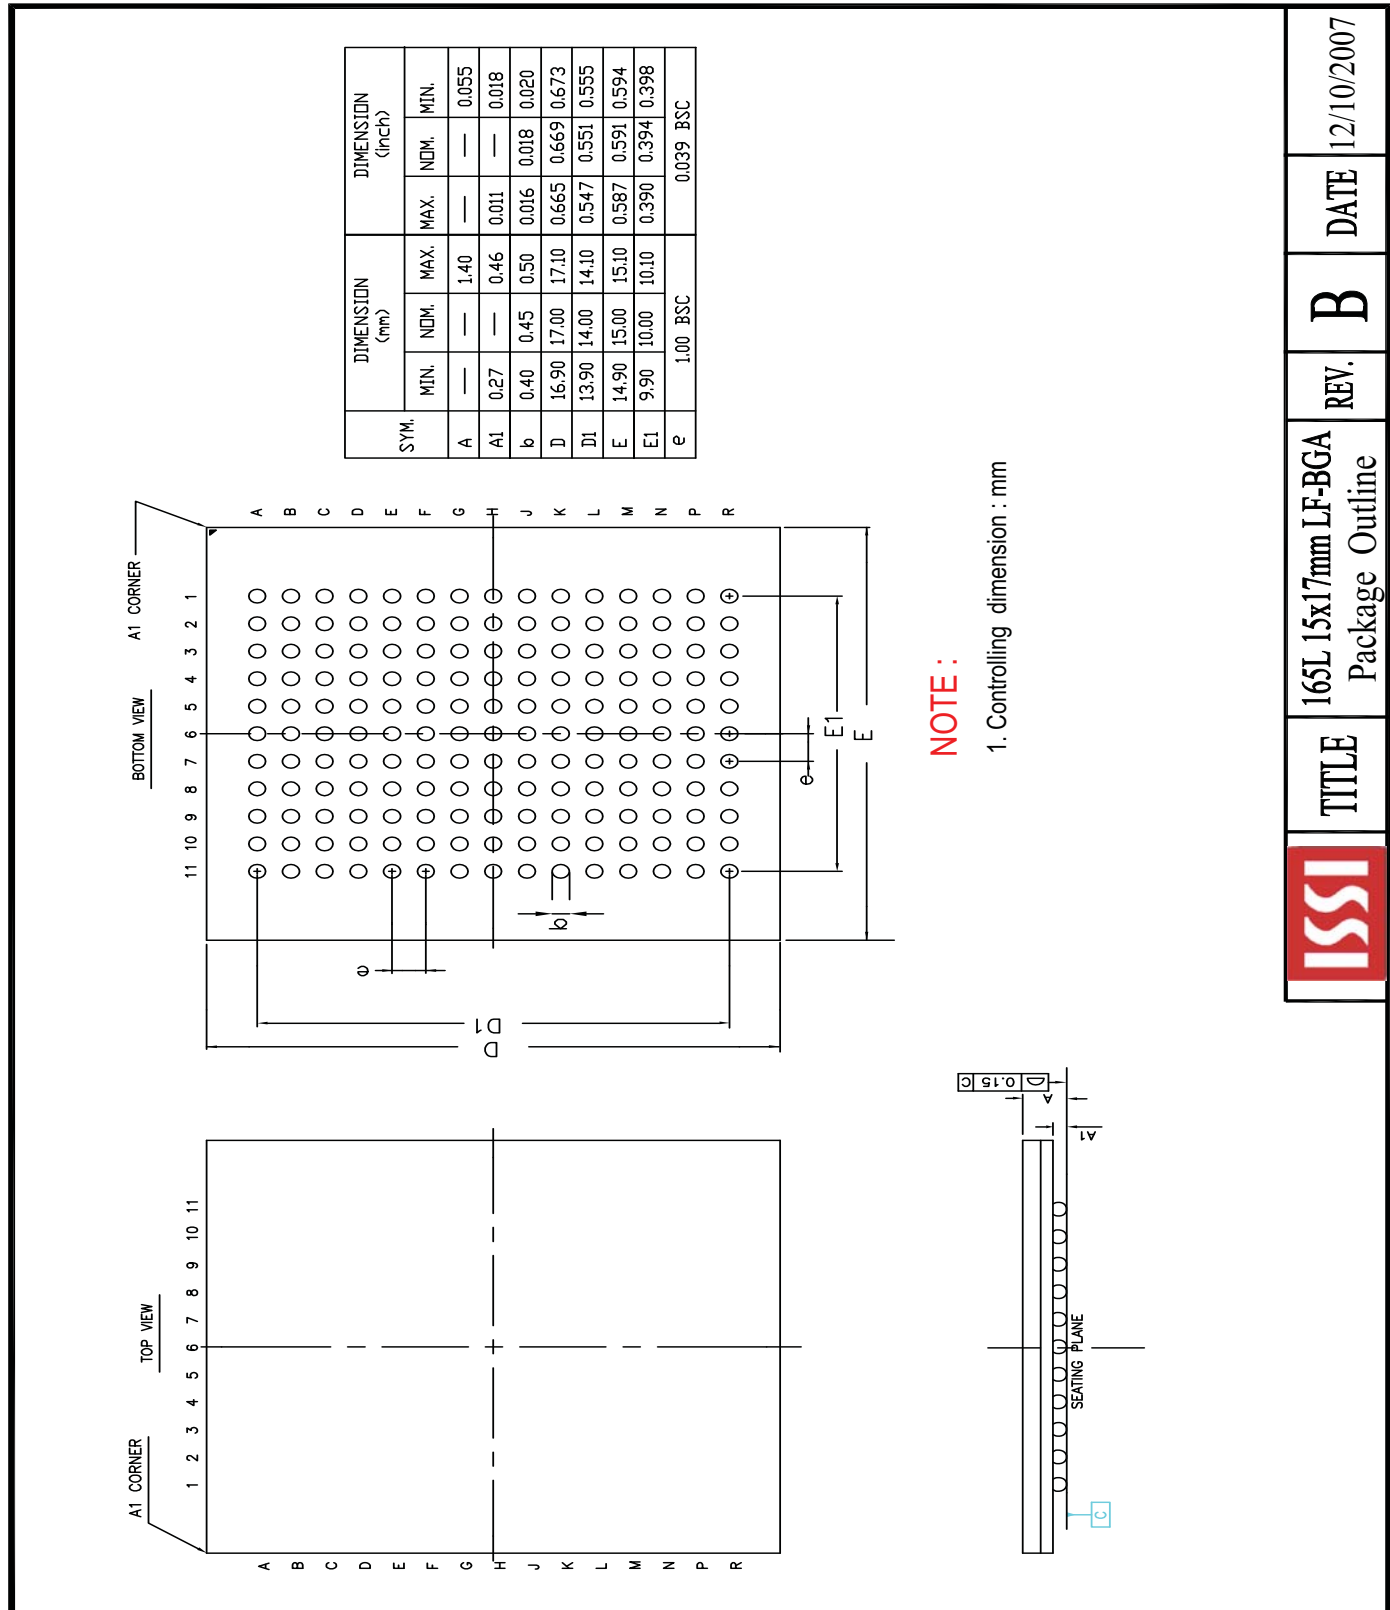 TOP VIEW
BOTTOM VIEW
A1 CORNER
A1 CORNER
1 2 3 4 5 6 7 8 9 10 11
11 10 9 8 7 6 5 4 3 2 1
A
B
C
D
E
F
G
H
J
K
L
M
N
P
R
A
B
C
D
E
F
G
H
J
K
L
M
N
P
R
e
D1
D
b
e
E1
E
SYM. DIMENSION (mm) DIMENSION (inch)
MIN. NOM. MAX. MAX. NOM. MIN.
A — — 1.40 — — 0.055
A1 0.27 — 0.46 0.011 — 0.018
b 0.40 0.45 0.50 0.016 0.018 0.020
D 16.90 17.00 17.10 0.665 0.669 0.673
D1 13.90 14.00 14.10 0.547 0.551 0.555
E 14.90 15.00 15.10 0.587 0.591 0.594
E1 9.90 10.00 10.10 0.390 0.394 0.398
e 1.00 BSC 0.039 BSC
NOTE :
1. Controlling dimension : mm
D 0.15 C
A
A1
SEATING PLANE
C
ISSI
TITLE
165L 15x17mm LF-BGA
Package Outline
REV.
B
DATE
12/10/2007